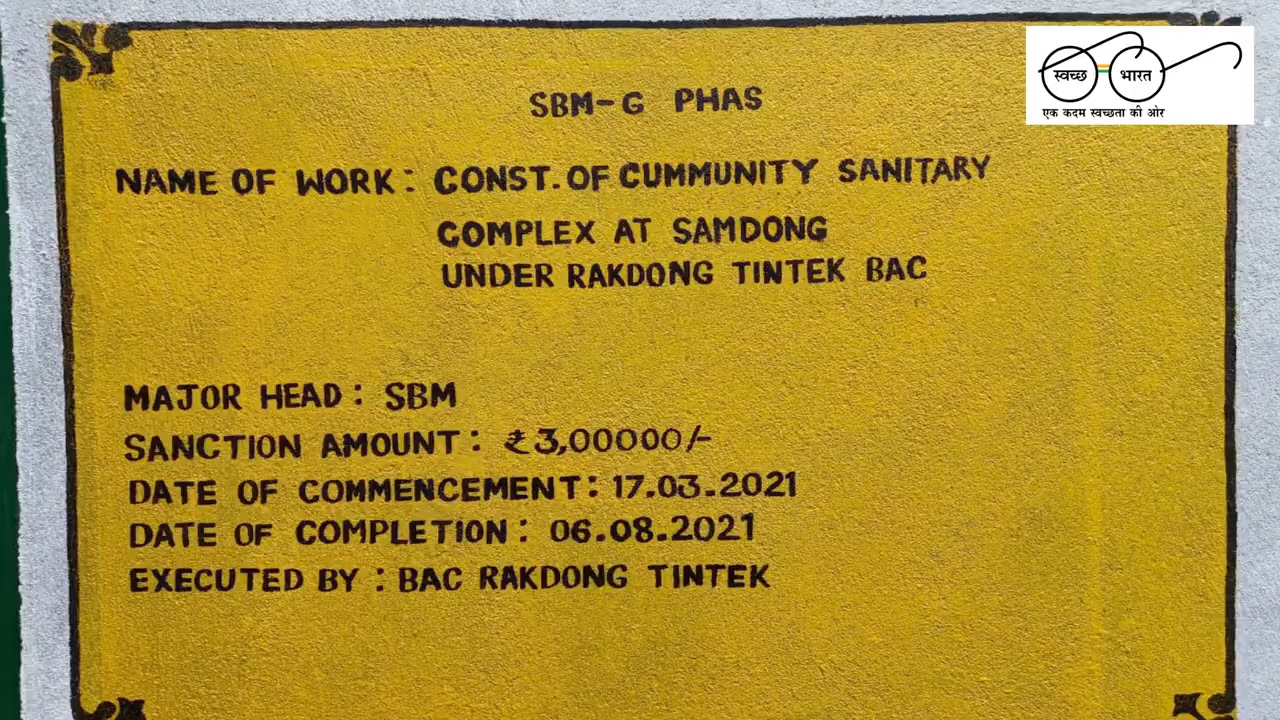 स्वच्छ भारत
एक कदम स्वच्छता की ओर
SBM-G PHAS
NAME OF WORK: CONST. OF CUMMUNITY SANITARY
COMPLEX AT SAMDONG
UNDER RAKDONG TINTEK BAC
MAJOR HEAD: SBM
SANCTION AMOUNT: ₹3,00000/-
DATE OF COMMENCEMENT: 17.03.2021
DATE OF COMPLETION: 06.08.2021
EXECUTED BY: BAC RAKDONG TINTEK